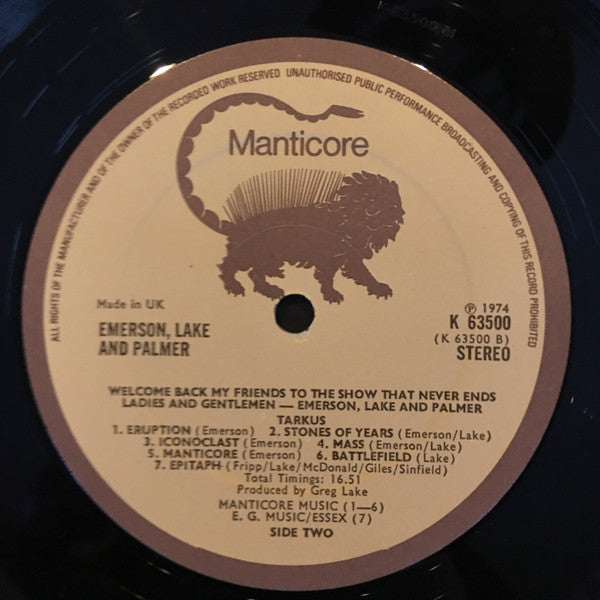 ALL RIGHTS OF THE MANUFACTURER AND OF THE OWNER OF THE RECORDED WORK RESERVED UNAUTHORISED PUBLIC PERFORMANCE BROADCASTING AND COPYING OF THIS RECORD PROHIBITED
Manticore
Made in UK
EMERSON, LAKE
AND PALMER
Ⓟ 1974
K 63500
(K 63500 B)
STEREO
WELCOME BACK MY FRIENDS TO THE SHOW THAT NEVER ENDS
LADIES AND GENTLEMEN — EMERSON, LAKE AND PALMER
TARKUS
1. ERUPTION (Emerson) 2. STONES OF YEARS (Emerson/Lake)
3. ICONOCLAST (Emerson) 4. MASS (Emerson/Lake)
5. MANTICORE (Emerson) 6. BATTLEFIELD (Lake)
7. EPITAPH (Fripp/Lake/McDonald/Giles/Sinfield)
Total Timings: 16.51
Produced by Greg Lake
MANTICORE MUSIC (1—6)
E. G. MUSIC/ESSEX (7)
SIDE TWO